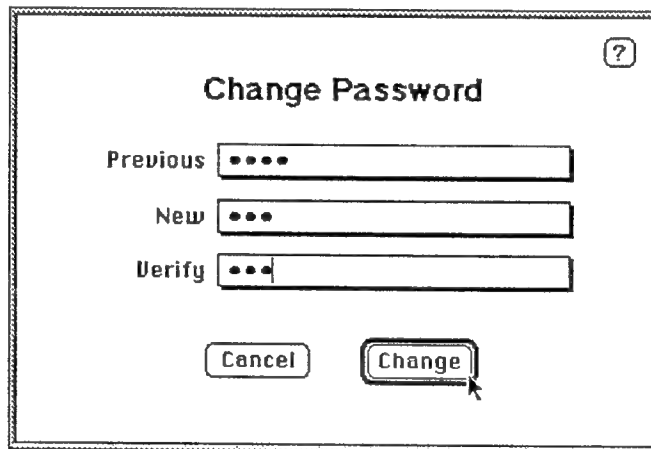 ?
Change Password
Previous ••••
New •••
Verify •••
Cancel Change